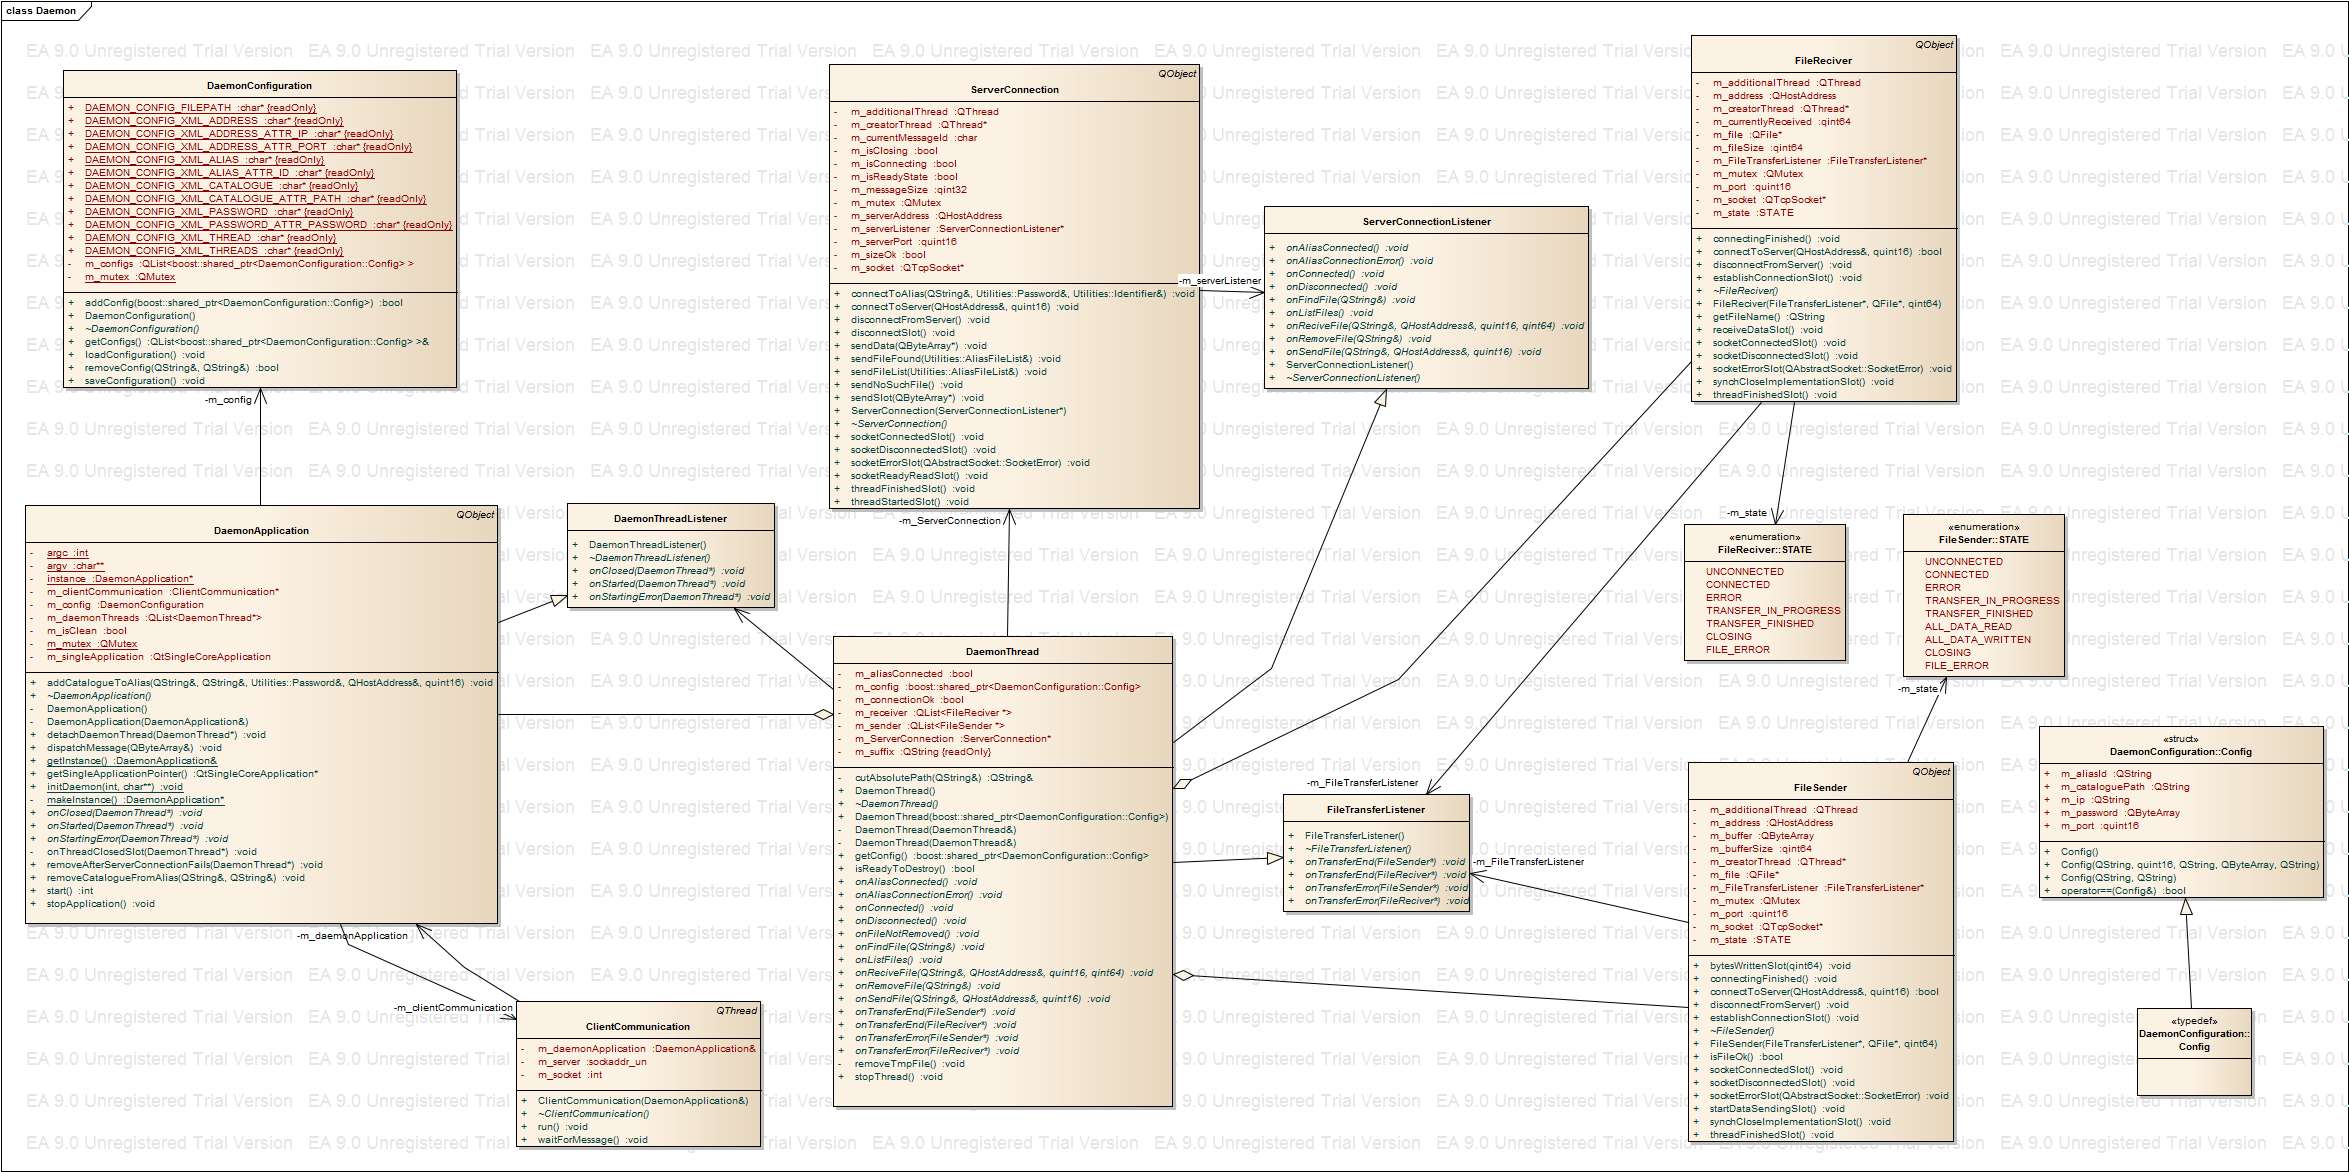 class Daemon
EA 9.0 Unregistered Trial Version
DaemonConfiguration
+ DAEMON_CONFIG_FILEPATH :char* {readOnly}
+ DAEMON_CONFIG_XML_ADDRESS :char* {readOnly}
+ DAEMON_CONFIG_XML_ADDRESS_ATTR_IP :char* {readOnly}
+ DAEMON_CONFIG_XML_ADDRESS_ATTR_PORT :char* {readOnly}
+ DAEMON_CONFIG_XML_ALIAS :char* {readOnly}
+ DAEMON_CONFIG_XML_ALIAS_ATTR_ID :char* {readOnly}
+ DAEMON_CONFIG_XML_CATALOGUE :char* {readOnly}
+ DAEMON_CONFIG_XML_CATALOGUE_ATTR_PATH :char* {readOnly}
+ DAEMON_CONFIG_XML_PASSWORD :char* {readOnly}
+ DAEMON_CONFIG_XML_PASSWORD_ATTR_PASSWORD :char* {readOnly}
+ DAEMON_CONFIG_XML_THREAD :char* {readOnly}
+ DAEMON_CONFIG_XML_THREADS :char* {readOnly}
- m_configs :QList<boost::shared_ptr<DaemonConfiguration::Config> >
- m_mutex :QMutex
+ addConfig(boost::shared_ptr<DaemonConfiguration::Config>) :bool
+ DaemonConfiguration()
+ ~DaemonConfiguration()
+ getConfigs() :QList<boost::shared_ptr<DaemonConfiguration::Config> >&
+ loadConfiguration() :void
+ removeConfig(QString&, QString&) :bool
+ saveConfiguration() :void
-m_config
QObject
ServerConnection
- m_additionalThread :QThread
- m_creatorThread :QThread*
- m_currentMessageId :char
- m_isClosing :bool
- m_isConnecting :bool
- m_isReadyState :bool
- m_messageSize :qint32
- m_mutex :QMutex
- m_serverAddress :QHostAddress
- m_serverListener :ServerConnectionListener*
- m_serverPort :quint16
- m_sizeOk :bool
- m_socket :QTcpSocket*
+ connectToAlias(QString&, Utilities::Password&, Utilities::Identifier&) :void
+ connectToServer(QHostAddress&, quint16) :void
+ disconnectFromServer() :void
+ disconnectSlot() :void
+ sendData(QByteArray*) :void
+ sendFileFound(Utilities::AliasFileList&) :void
+ sendFileList(Utilities::AliasFileList&) :void
+ sendNoSuchFile() :void
+ sendSlot(QByteArray*) :void
+ ServerConnection(ServerConnectionListener*)
+ ~ServerConnection()
+ socketConnectedSlot() :void
+ socketDisconnectedSlot() :void
+ socketErrorSlot(QAbstractSocket::SocketError) :void
+ socketReadyReadSlot() :void
+ threadFinishedSlot() :void
+ threadStartedSlot() :void
-m_serverListener
-m_ServerConnection
ServerConnectionListener
+ onAliasConnected() :void
+ onAliasConnectionError() :void
+ onConnected() :void
+ onDisconnected() :void
+ onFindFile(QString&) :void
+ onListFiles() :void
+ onReciveFile(QString&, QHostAddress&, quint16, qint64) :void
+ onRemoveFile(QString&) :void
+ onSendFile(QString&, QHostAddress&, quint16) :void
+ ServerConnectionListener()
+ ~ServerConnectionListener()
QObject
FileReciver
- m_additionalThread :QThread
- m_address :QHostAddress
- m_creatorThread :QThread*
- m_currentlyReceived :qint64
- m_file :QFile*
- m_fileSize :qint64
- m_FileTransferListener :FileTransferListener*
- m_mutex :QMutex
- m_port :quint16
- m_socket :QTcpSocket*
- m_state :STATE
+ connectingFinished() :void
+ connectToServer(QHostAddress&, quint16) :bool
+ disconnectFromServer() :void
+ establishConnectionSlot() :void
+ ~FileReciver()
+ FileReciver(FileTransferListener*, QFile*, qint64)
+ getFileName() :QString
+ receiveDataSlot() :void
+ socketConnectedSlot() :void
+ socketDisconnectedSlot() :void
+ socketErrorSlot(QAbstractSocket::SocketError) :void
+ synchCloseImplementationSlot() :void
+ threadFinishedSlot() :void
-m_state
«enumeration»
FileReciver::STATE
UNCONNECTED
CONNECTED
ERROR
TRANSFER_IN_PROGRESS
TRANSFER_FINISHED
CLOSING
FILE_ERROR
«enumeration»
FileSender::STATE
UNCONNECTED
CONNECTED
ERROR
TRANSFER_IN_PROGRESS
TRANSFER_FINISHED
ALL_DATA_READ
ALL_DATA_WRITTEN
CLOSING
FILE_ERROR
-m_state
QObject
DaemonApplication
- argc :int
- argv :char**
- instance :DaemonApplication*
- m_clientCommunication :ClientCommunication*
- m_config :DaemonConfiguration
- m_daemonThreads :QList<DaemonThread*>
- m_isClean :bool
- m_mutex :QMutex
- m_singleApplication :QtSingleCoreApplication
+ addCatalogueToAlias(QString&, QString&, Utilities::Password&, QHostAddress&, quint16) :void
+ ~DaemonApplication()
- DaemonApplication()
- DaemonApplication(DaemonApplication&)
+ detachDaemonThread(DaemonThread*) :void
+ dispatchMessage(QByteArray&) :void
+ getInstance() :DaemonApplication&
+ getSingleApplicationPointer() :QtSingleCoreApplication*
+ initDaemon(int, char**) :void
- makeInstance() :DaemonApplication*
+ onClosed(DaemonThread*) :void
+ onStarted(DaemonThread*) :void
+ onStartingError(DaemonThread*) :void
- onThreadClosedSlot(DaemonThread*) :void
+ removeAfterServerConnectionFails(DaemonThread*) :void
+ removeCatalogueFromAlias(QString&, QString&) :void
+ start() :int
+ stopApplication() :void
-m_daemonApplication
-m_clientCommunication
DaemonThreadListener
+ DaemonThreadListener()
+ ~DaemonThreadListener()
+ onClosed(DaemonThread*) :void
+ onStarted(DaemonThread*) :void
+ onStartingError(DaemonThread*) :void
DaemonThread
- m_aliasConnected :bool
- m_config :boost::shared_ptr<DaemonConfiguration::Config>
- m_connectionOk :bool
- m_receiver :QList<FileReciver *>
- m_sender :QList<FileSender *>
- m_ServerConnection :ServerConnection*
- m_suffix :QString {readOnly}
- cutAbsolutePath(QString&) :QString&
- DaemonThread()
+ ~DaemonThread()
+ DaemonThread(boost::shared_ptr<DaemonConfiguration::Config>)
- DaemonThread(DaemonThread&)
- DaemonThread(DaemonThread&)
+ getConfig() :boost::shared_ptr<DaemonConfiguration::Config>
+ isReadyToDestroy() :bool
+ onAliasConnected() :void
+ onAliasConnectionError() :void
+ onConnected() :void
+ onDisconnected() :void
+ onFileNotRemoved() :void
+ onFindFile(QString&) :void
+ onListFiles() :void
+ onReciveFile(QString&, QHostAddress&, quint16, qint64) :void
+ onRemoveFile(QString&) :void
+ onSendFile(QString&, QHostAddress&, quint16) :void
+ onTransferEnd(FileSender*) :void
+ onTransferEnd(FileReciver*) :void
+ onTransferError(FileSender*) :void
+ onTransferError(FileReciver*) :void
- removeTmpFile() :void
+ stopThread() :void
-m_FileTransferListener
FileTransferListener
+ FileTransferListener()
+ ~FileTransferListener()
+ onTransferEnd(FileSender*) :void
+ onTransferEnd(FileReciver*) :void
+ onTransferError(FileSender*) :void
+ onTransferError(FileReciver*) :void
-m_FileTransferListener
QObject
FileSender
- m_additionalThread :QThread
- m_address :QHostAddress
- m_buffer :QByteArray
- m_bufferSize :qint64
- m_creatorThread :QThread*
- m_file :QFile*
- m_FileTransferListener :FileTransferListener*
- m_mutex :QMutex
- m_port :quint16
- m_socket :QTcpSocket*
- m_state :STATE
+ bytesWrittenSlot(qint64) :void
+ connectingFinished() :void
+ connectToServer(QHostAddress&, quint16) :bool
+ disconnectFromServer() :void
+ establishConnectionSlot() :void
+ ~FileSender()
+ FileSender(FileTransferListener*, QFile*, qint64)
+ isFileOk() :bool
+ socketConnectedSlot() :void
+ socketDisconnectedSlot() :void
+ socketErrorSlot(QAbstractSocket::SocketError) :void
+ startDataSendingSlot() :void
+ synchCloseImplementationSlot() :void
+ threadFinishedSlot() :void
«struct»
DaemonConfiguration::Config
+ m_aliasId :QString
+ m_cataloguePath :QString
+ m_ip :QString
+ m_password :QByteArray
+ m_port :quint16
+ Config()
+ Config(QString, quint16, QString, QByteArray, QString)
+ Config(QString, QString)
+ operator==(Config&) :bool
«typedef»
DaemonConfiguration::
Config
QThread
ClientCommunication
- m_daemonApplication :DaemonApplication&
- m_server :sockaddr_un
- m_socket :int
+ ClientCommunication(DaemonApplication&)
+ ~ClientCommunication()
+ run() :void
+ waitForMessage() :void